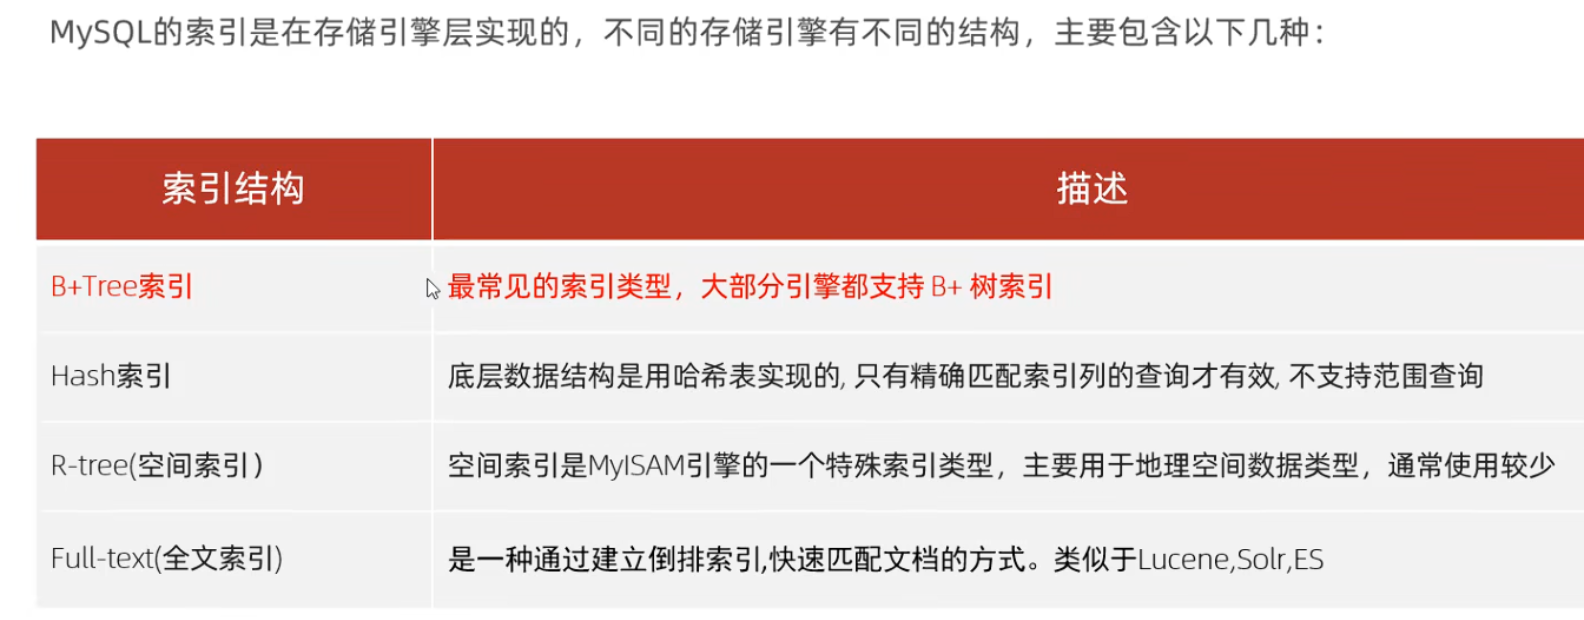 MySQL的索引是在存储引擎层实现的，不同的存储引擎有不同的结构，主要包含以下几种：
索引结构 描述
B+Tree索引 最常见的索引类型，大部分引擎都支持 B+ 树索引
Hash索引 底层数据结构是用哈希表实现的, 只有精确匹配索引列的查询才有效, 不支持范围查询
R-tree(空间索引） 空间索引是MyISAM引擎的一个特殊索引类型，主要用于地理空间数据类型，通常使用较少
Full-text(全文索引) 是一种通过建立倒排索引,快速匹配文档的方式。类似于Lucene,Solr,ES